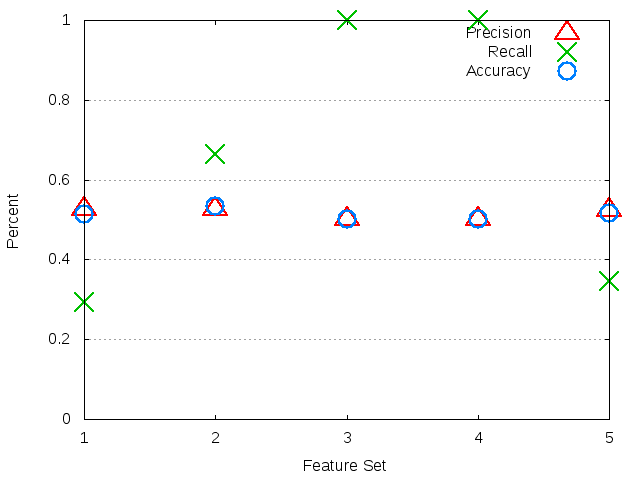 1
Precision
Recall
Accuracy
0.8
0.6
Percent
0.4
0.2
0
1 2 3 4 5
Feature Set